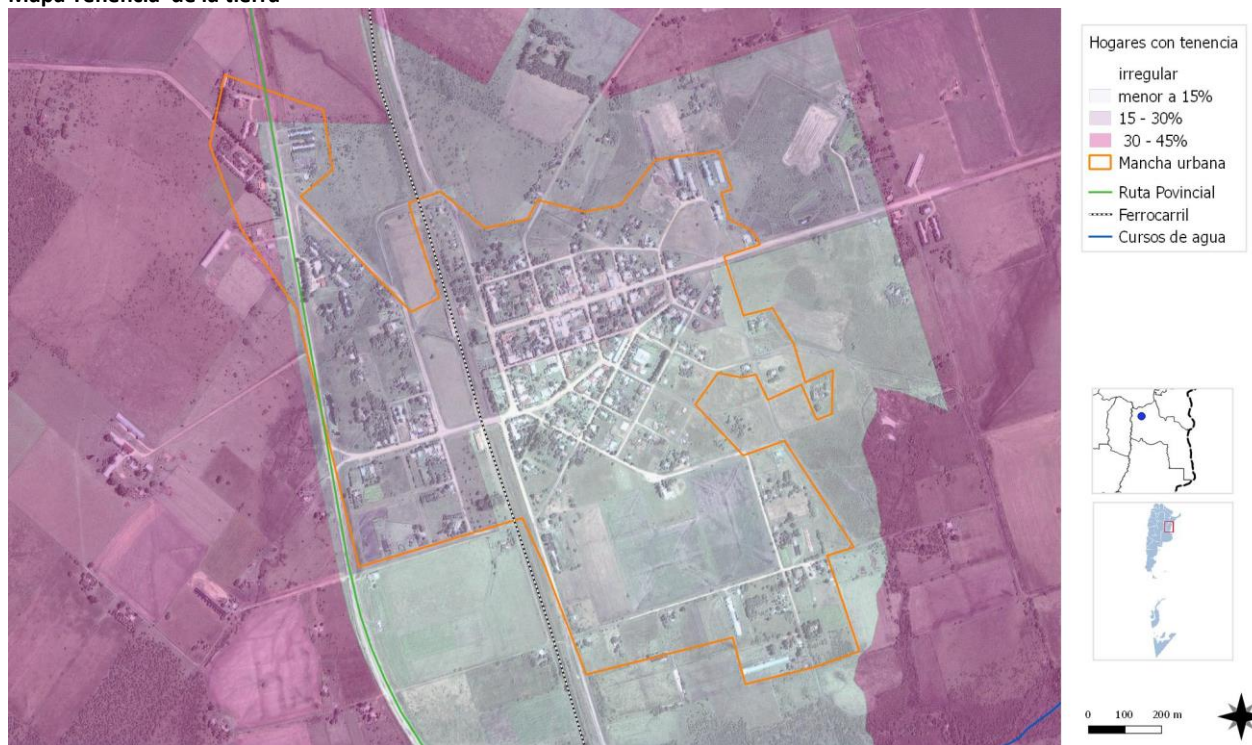 Mapa Tenencia de la tierra
Hogares con tenencia
irregular
menor a 15%
15 - 30%
30 - 45%
Mancha urbana
Ruta Povincial
Ferrocarril
Cursos de agua
0 100 200 m